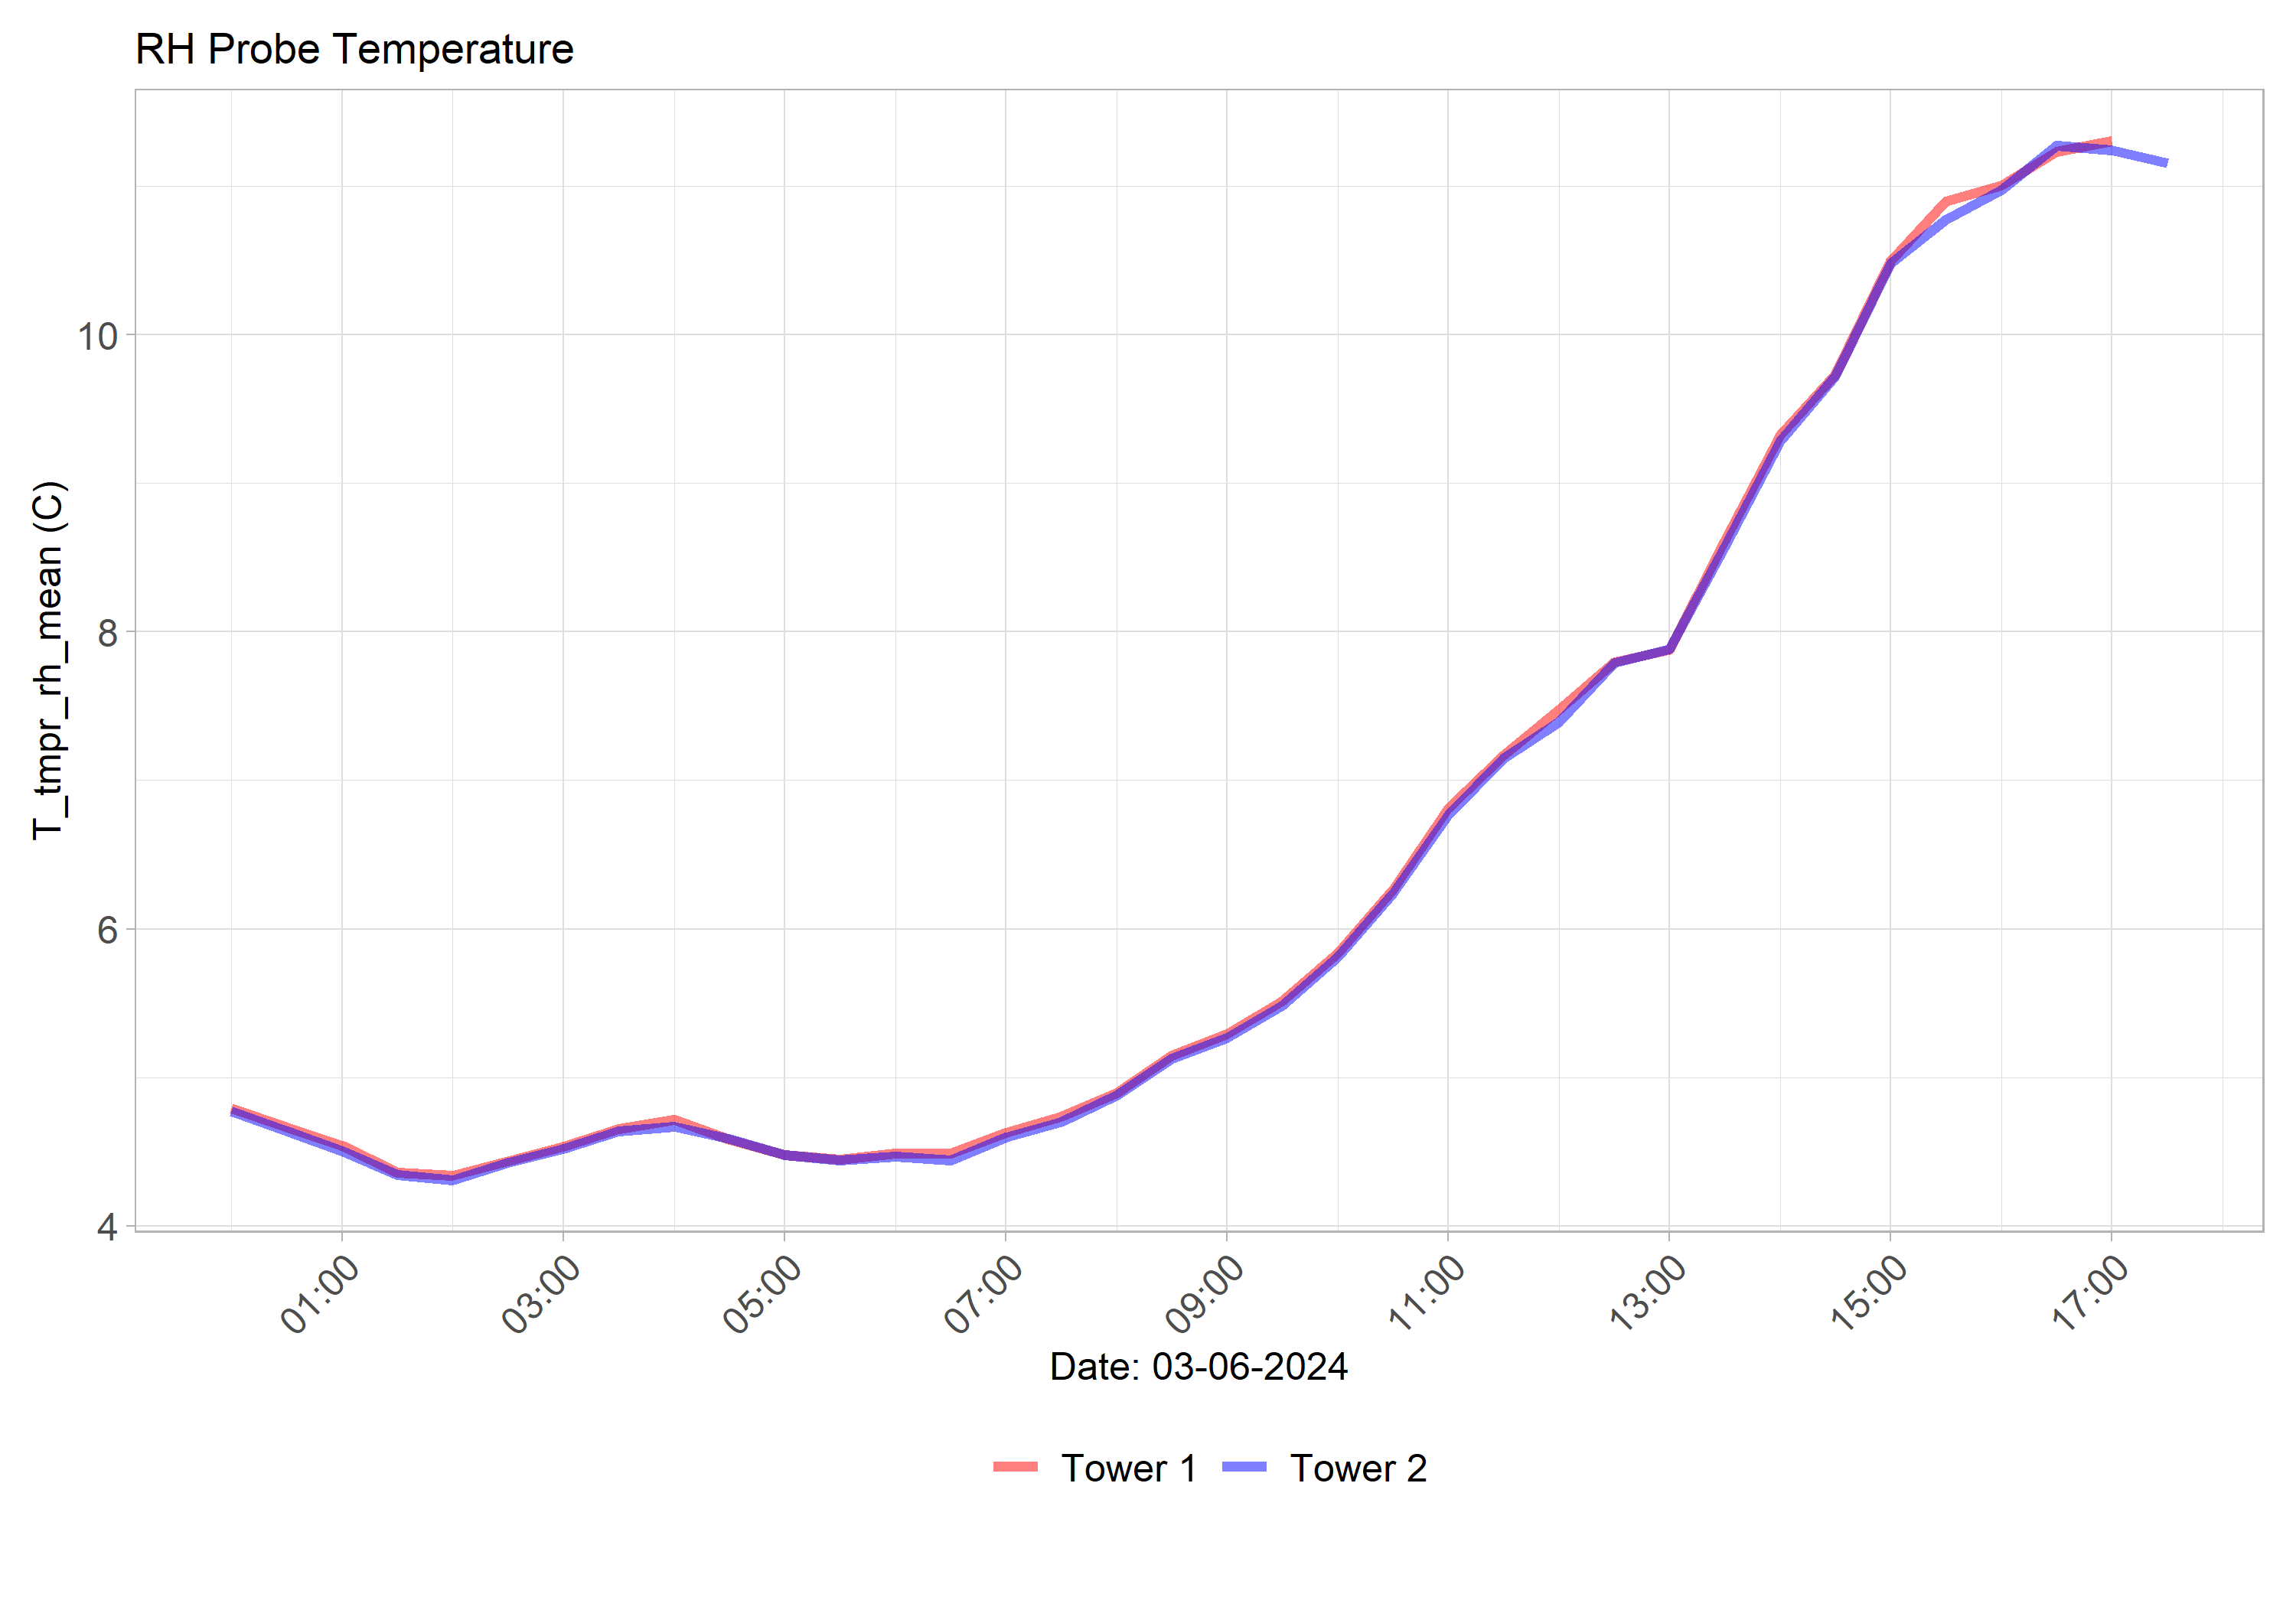 RH Probe Temperature
T_tmpr_rh_mean (C)
10
8
6
4
01:00 03:00 05:00 07:00 09:00 11:00 13:00 15:00 17:00
Date: 03-06-2024
Tower 1 Tower 2